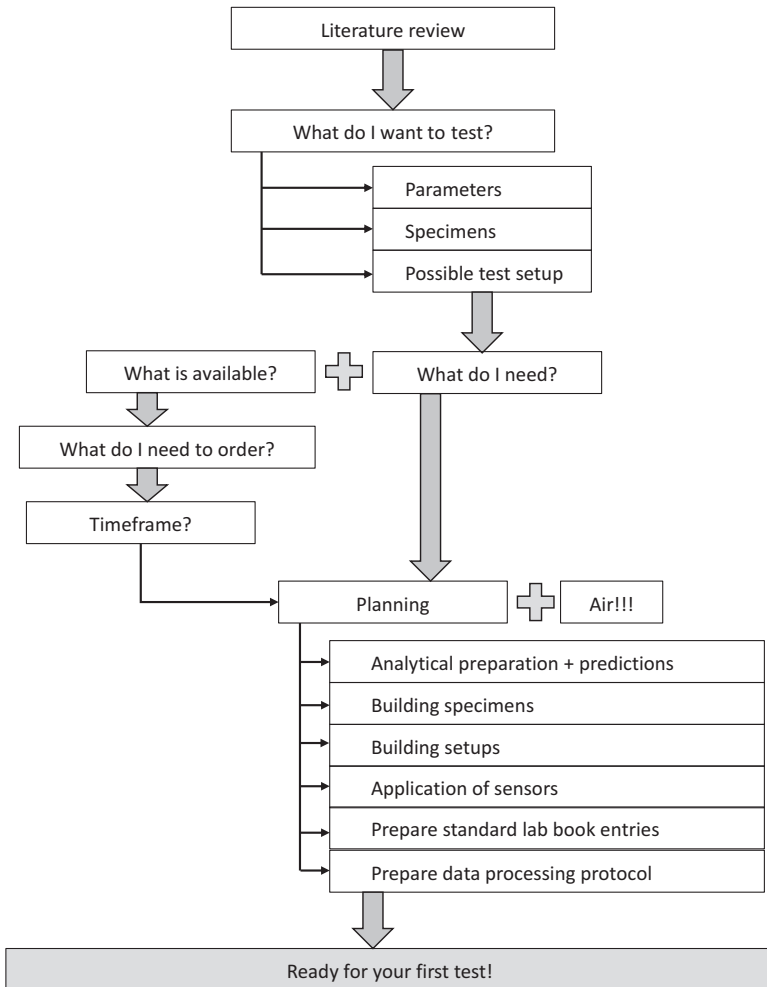 Literature review
What do I want to test?
Parameters
Specimens
Possible test setup
What is available?
What do I need?
What do I need to order?
Timeframe?
Planning
Air!!!
Analytical preparation + predictions
Building specimens
Building setups
Application of sensors
Prepare standard lab book entries
Prepare data processing protocol
Ready for your first test!